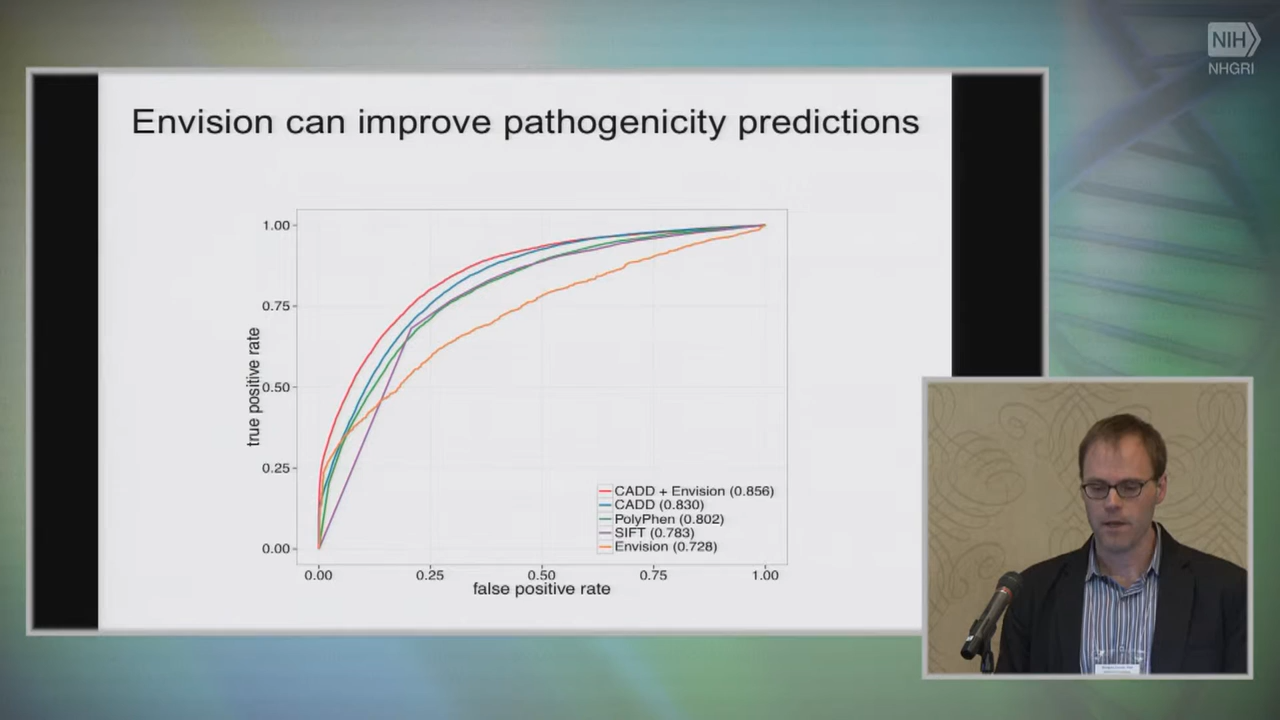 NIH
NHGRI
Envision can improve pathogenicity predictions
1.00
0.75
0.50
0.25
0.00
true positive rate
CADD + Envision (0.856)
CADD (0.830)
PolyPhen (0.802)
SIFT (0.783)
Envision (0.728)
0.00 0.25 0.50 0.75 1.00
false positive rate